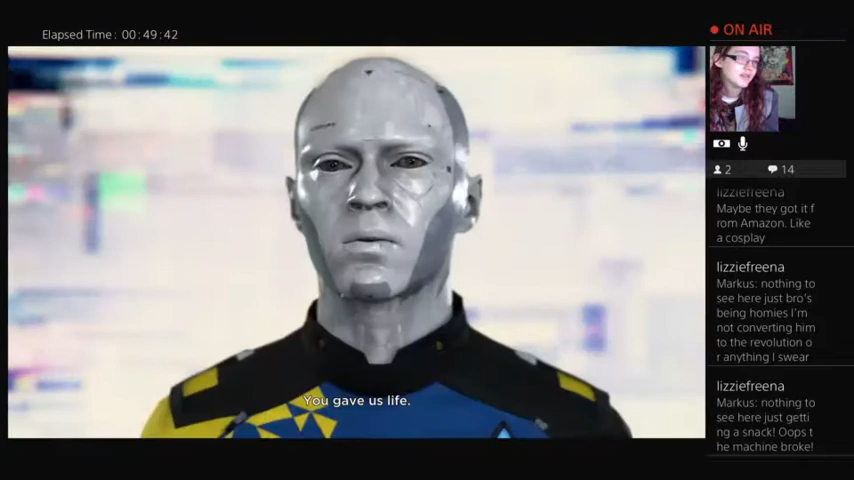 Elapsed Time: 00:49:42
ON AIR
2
14
lizziefreena
Maybe they got it f
rom Amazon. Like
a cosplay
lizziefreena
Markus: nothing to
see here just bro's
being homies I'm
not converting him
to the revolution o
r anything I swear
lizziefreena
Markus: nothing to
see here just getti
ng a snack! Oops t
he machine broke!
You gave us life.